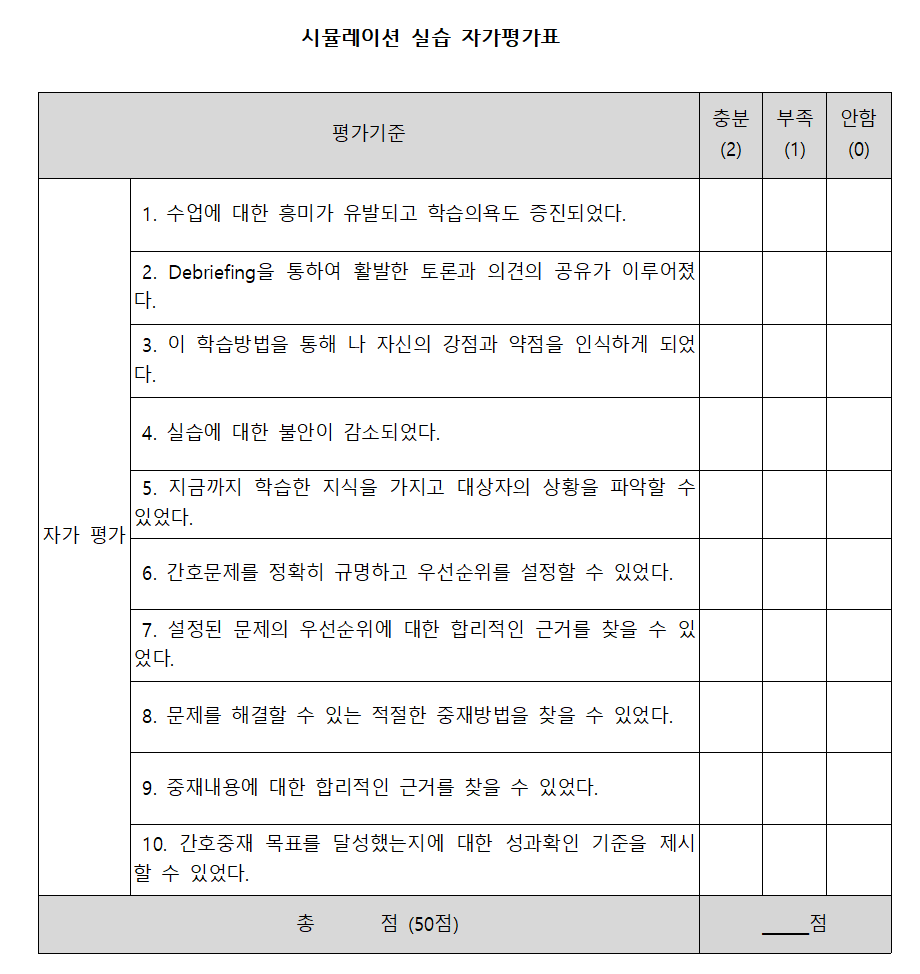 시뮬레이션 실습 자가평가표
평가기준
충분
(2)
부족
(1)
안함
(0)
자가 평가
1. 수업에 대한 흥미가 유발되고 학습의욕도 증진되었다.
2. Debriefing을 통하여 활발한 토론과 의견의 공유가 이루어졌
다.
3. 이 학습방법을 통해 나 자신의 강점과 약점을 인식하게 되었
다.
4. 실습에 대한 불안이 감소되었다.
5. 지금까지 학습한 지식을 가지고 대상자의 상황을 파악할 수
있었다.
6. 간호문제를 정확히 규명하고 우선순위를 설정할 수 있었다.
7. 설정된 문제의 우선순위에 대한 합리적인 근거를 찾을 수 있
었다.
8. 문제를 해결할 수 있는 적절한 중재방법을 찾을 수 있었다.
9. 중재내용에 대한 합리적인 근거를 찾을 수 있었다.
10. 간호중재 목표를 달성했는지에 대한 성과확인 기준을 제시
할 수 있었다.
총 점 (50점)
_____점